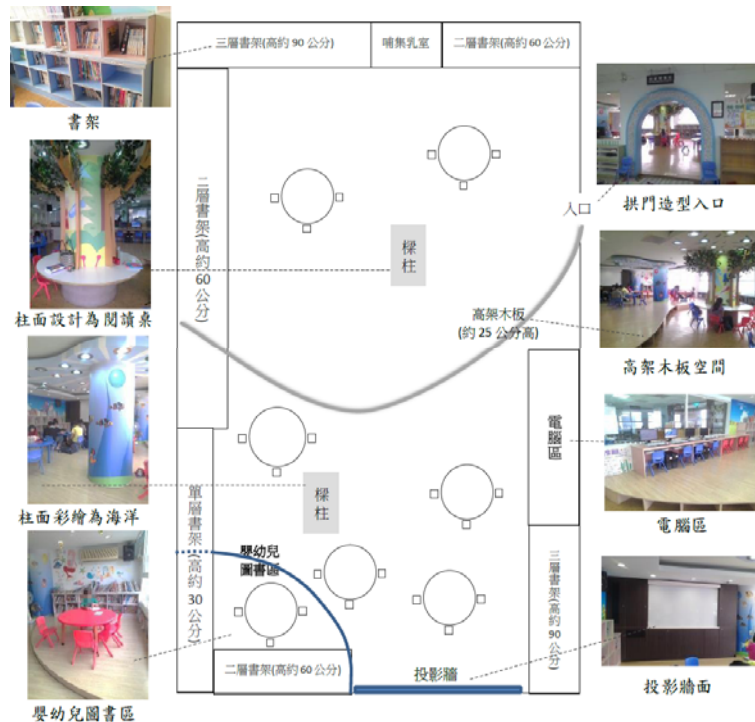 三層書架(高約 90 公分)
哺集乳室
二層書架(高約 60 公分)
書架
二層書架(高約 60 公分)
入口
拱門造型入口
樑柱
柱面設計為閱讀桌
高架木板
(約 25 公分高)
高架木板空間
電腦區
電腦區
樑柱
柱面彩繪為海洋
單層書架(高約 30 公分)
嬰幼兒
圖書區
三層書架(高約 90 公分)
二層書架(高約 60 公分)
投影牆
投影牆面
嬰幼兒圖書區